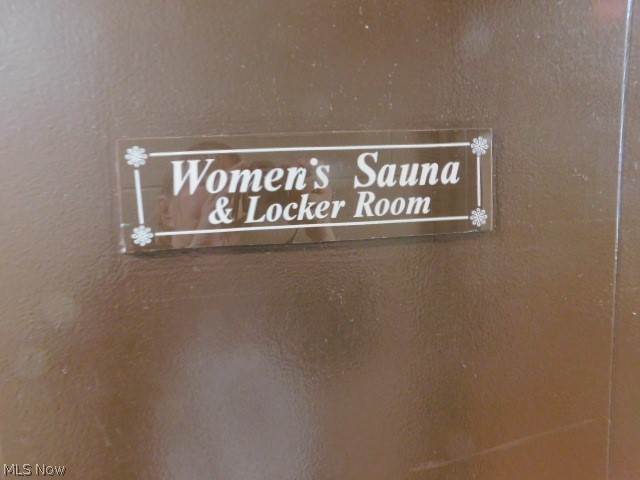 Women's Sauna
& Locker Room
MLS Now